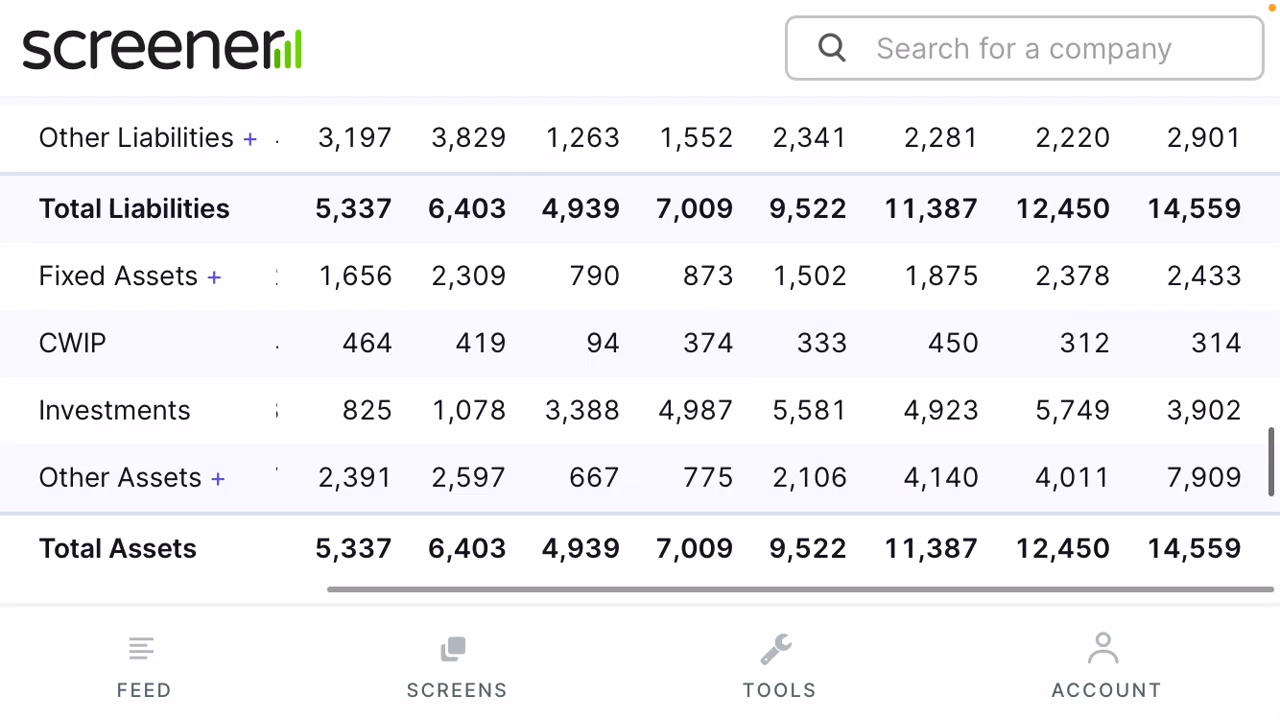 screener
Search for a company
Other Liabilities + 3,197 3,829 1,263 1,552 2,341 2,281 2,220 2,901
Total Liabilities 5,337 6,403 4,939 7,009 9,522 11,387 12,450 14,559
Fixed Assets + 1,656 2,309 790 873 1,502 1,875 2,378 2,433
CWIP 464 419 94 374 333 450 312 314
Investments 825 1,078 3,388 4,987 5,581 4,923 5,749 3,902
Other Assets + 2,391 2,597 667 775 2,106 4,140 4,011 7,909
Total Assets 5,337 6,403 4,939 7,009 9,522 11,387 12,450 14,559
FEED SCREENS TOOLS ACCOUNT